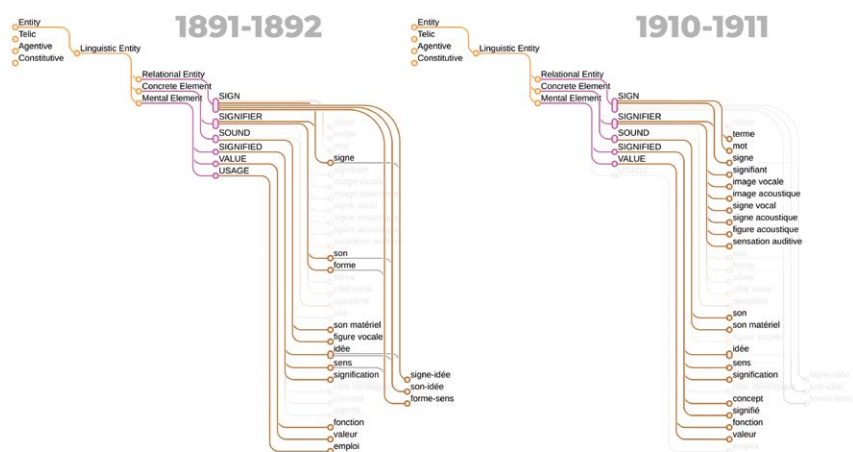 1891-1892
Entity
Telic
Agentive
Constitutive
Linguistic Entity
Relational Entity
Concrete Element
Mental Element
SIGN
SIGNIFIER
SOUND
SIGNIFIED
VALUE
USAGE
signe
son
forme
son matériel
figure vocale
idée
sens
signification
signe-idée
son-idée
forme-sens
fonction
valeur
emploi
1910-1911
Entity
Telic
Agentive
Constitutive
Linguistic Entity
Relational Entity
Concrete Element
Mental Element
SIGN
SIGNIFIER
SOUND
SIGNIFIED
VALUE
USAGE
terme
mot
signe
signifiant
image vocale
image acoustique
signe vocal
signe acoustique
figure acoustique
sensation auditive
son
son matériel
idée
sens
signification
concept
signifié
fonction
valeur